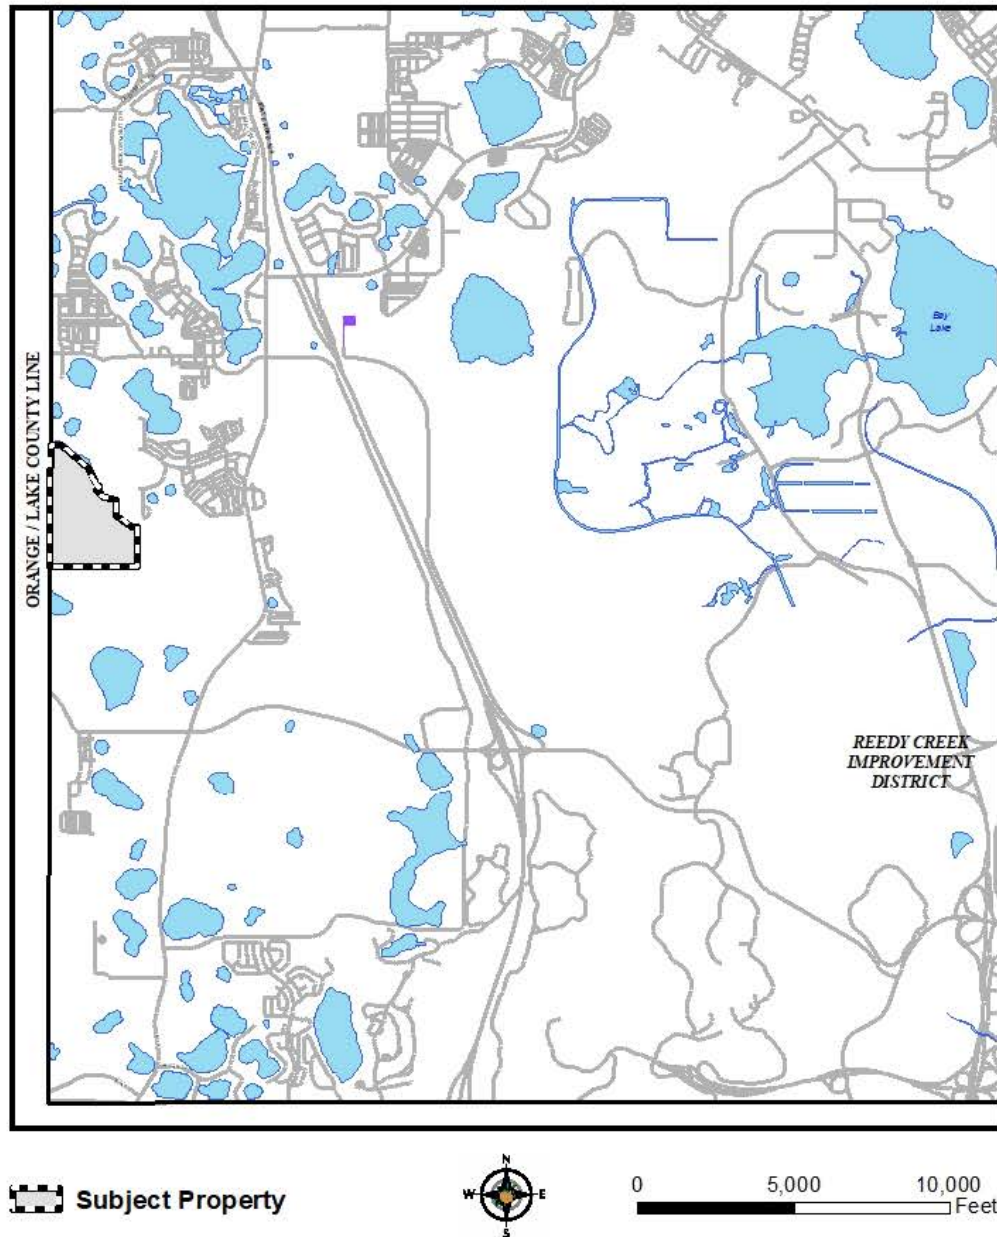 Bay
Lake
ORANGE / LAKE COUNTY LINE
REEDY CREEK
IMPROVEMENT
DISTRICT
Subject Property
N
W E
S
0 5,000 10,000
Feet